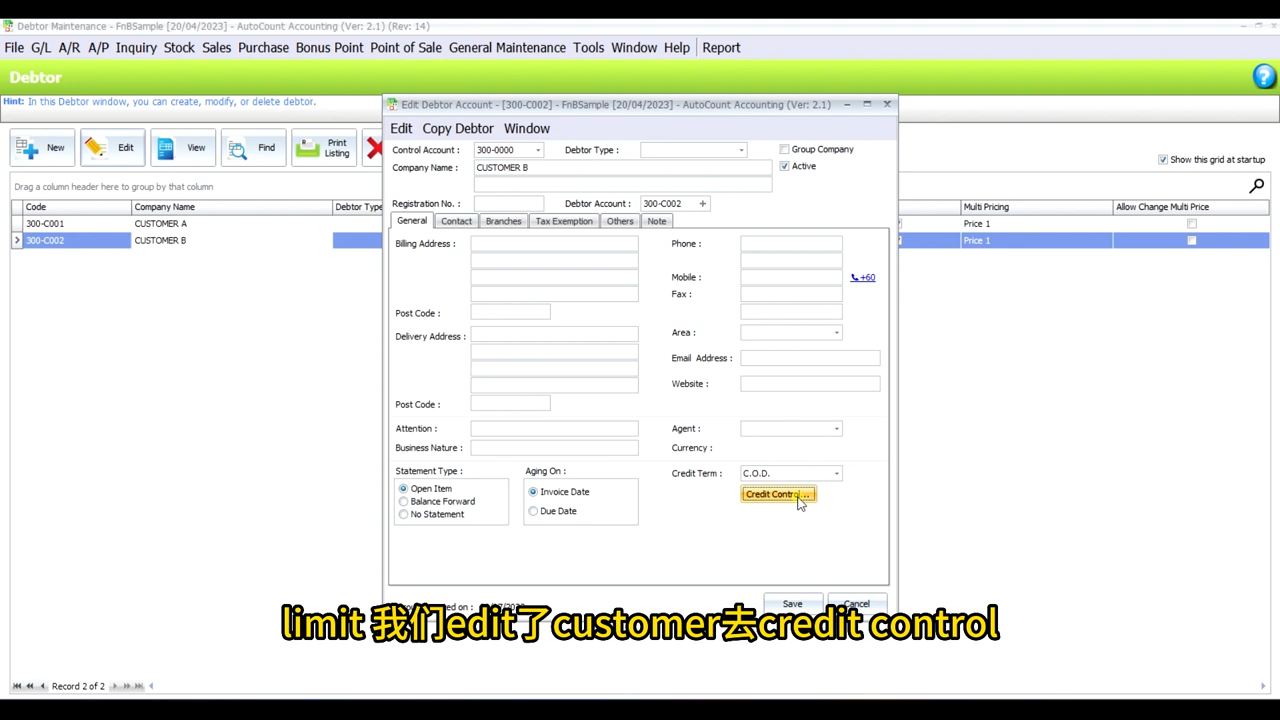 Debtor Maintenance - FnBSample [20/04/2023] - AutoCount Accounting (Ver: 2.1) (Rev: 14)
File G/L A/R A/P Inquiry Stock Sales Purchase Bonus Point Point of Sale General Maintenance Tools Window Help Report
Debtor
Hint: In this Debtor window, you can create, modify, or delete debtor.
New Edit View Find Print Listing
Show this grid at startup
Drag a column header here to group by that column
Code Company Name Debtor Type Multi Pricing Allow Change Multi Price
300-C001 CUSTOMER A Price 1
300-C002 CUSTOMER B Price 1
Edit Debtor Account - [300-C002] - FnBSample [20/04/2023] - AutoCount Accounting (Ver: 2.1)
Edit Copy Debtor Window
Control Account : 300-0000 Debtor Type : Group Company
Company Name : CUSTOMER B Active
Registration No. : Debtor Account : 300-C002
General Contact Branches Tax Exemption Others Note
Billing Address : Phone :
Mobile : +60
Fax :
Post Code :
Delivery Address : Area :
Email Address :
Website :
Post Code :
Attention : Agent :
Business Nature : Currency :
Statement Type : Aging On : Credit Term : C.O.D.
Open Item Invoice Date Credit Control...
Balance Forward Due Date
No Statement
Save Cancel
limit 我们edit了customer去credit control
Record 2 of 2